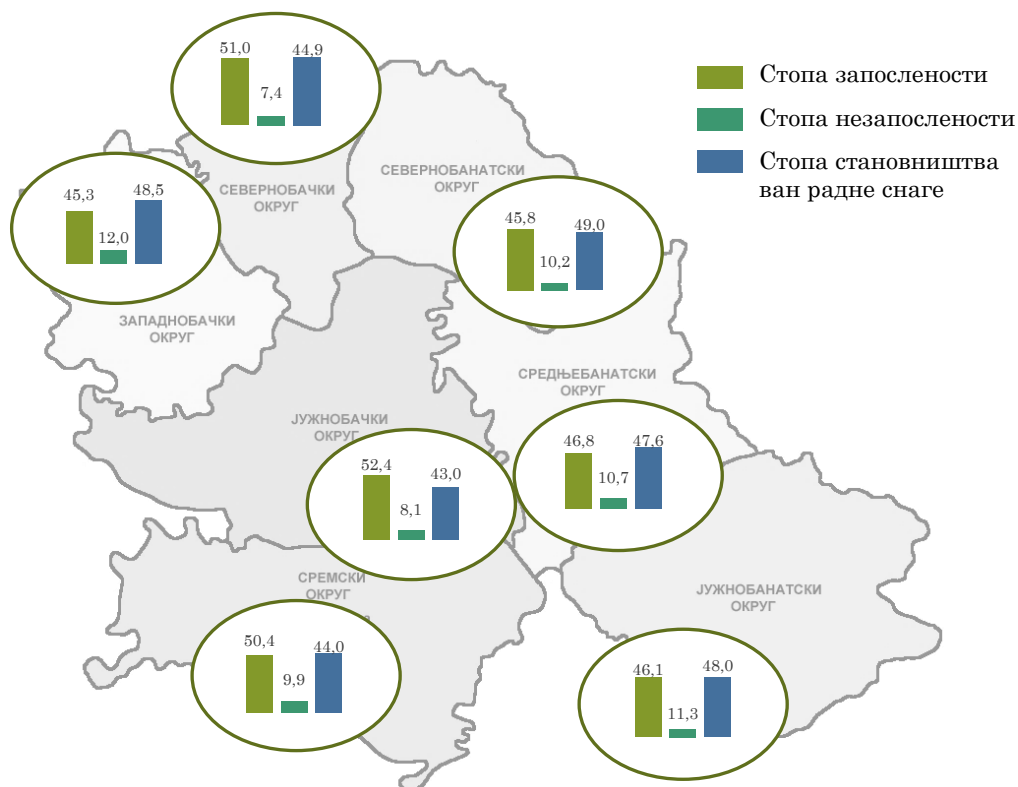 51,0
7,4
44,9
Стопа запослености
Стопа незапослености
Стопа становништва
ван радне снаге
СЕВЕРНОБАЧКИ
ОКРУГ
СЕВЕРНОБАНАТСКИ
ОКРУГ
45,3
12,0
48,5
45,8
10,2
49,0
ЗАПАДНОБАЧКИ
ОКРУГ
СРЕДЊЕБАНАТСКИ
ОКРУГ
ЈУЖНОБАЧКИ
ОКРУГ
52,4
8,1
43,0
46,8
10,7
47,6
СРЕМСКИ
ОКРУГ
ЈУЖНОБАНАТСКИ
ОКРУГ
50,4
9,9
44,0
46,1
11,3
48,0